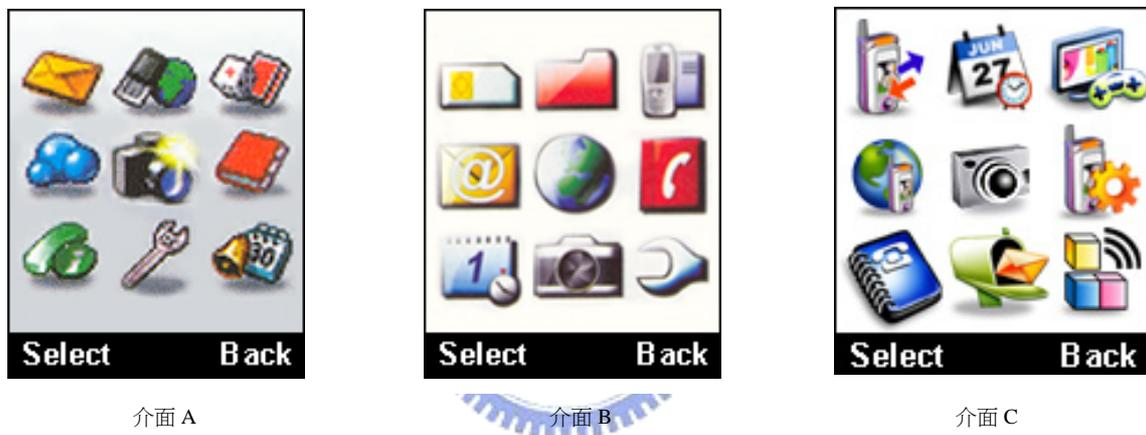 JUN
27
@
30
i
1
Select Back
Select Back
Select Back
介面 A
介面 B
介面 C